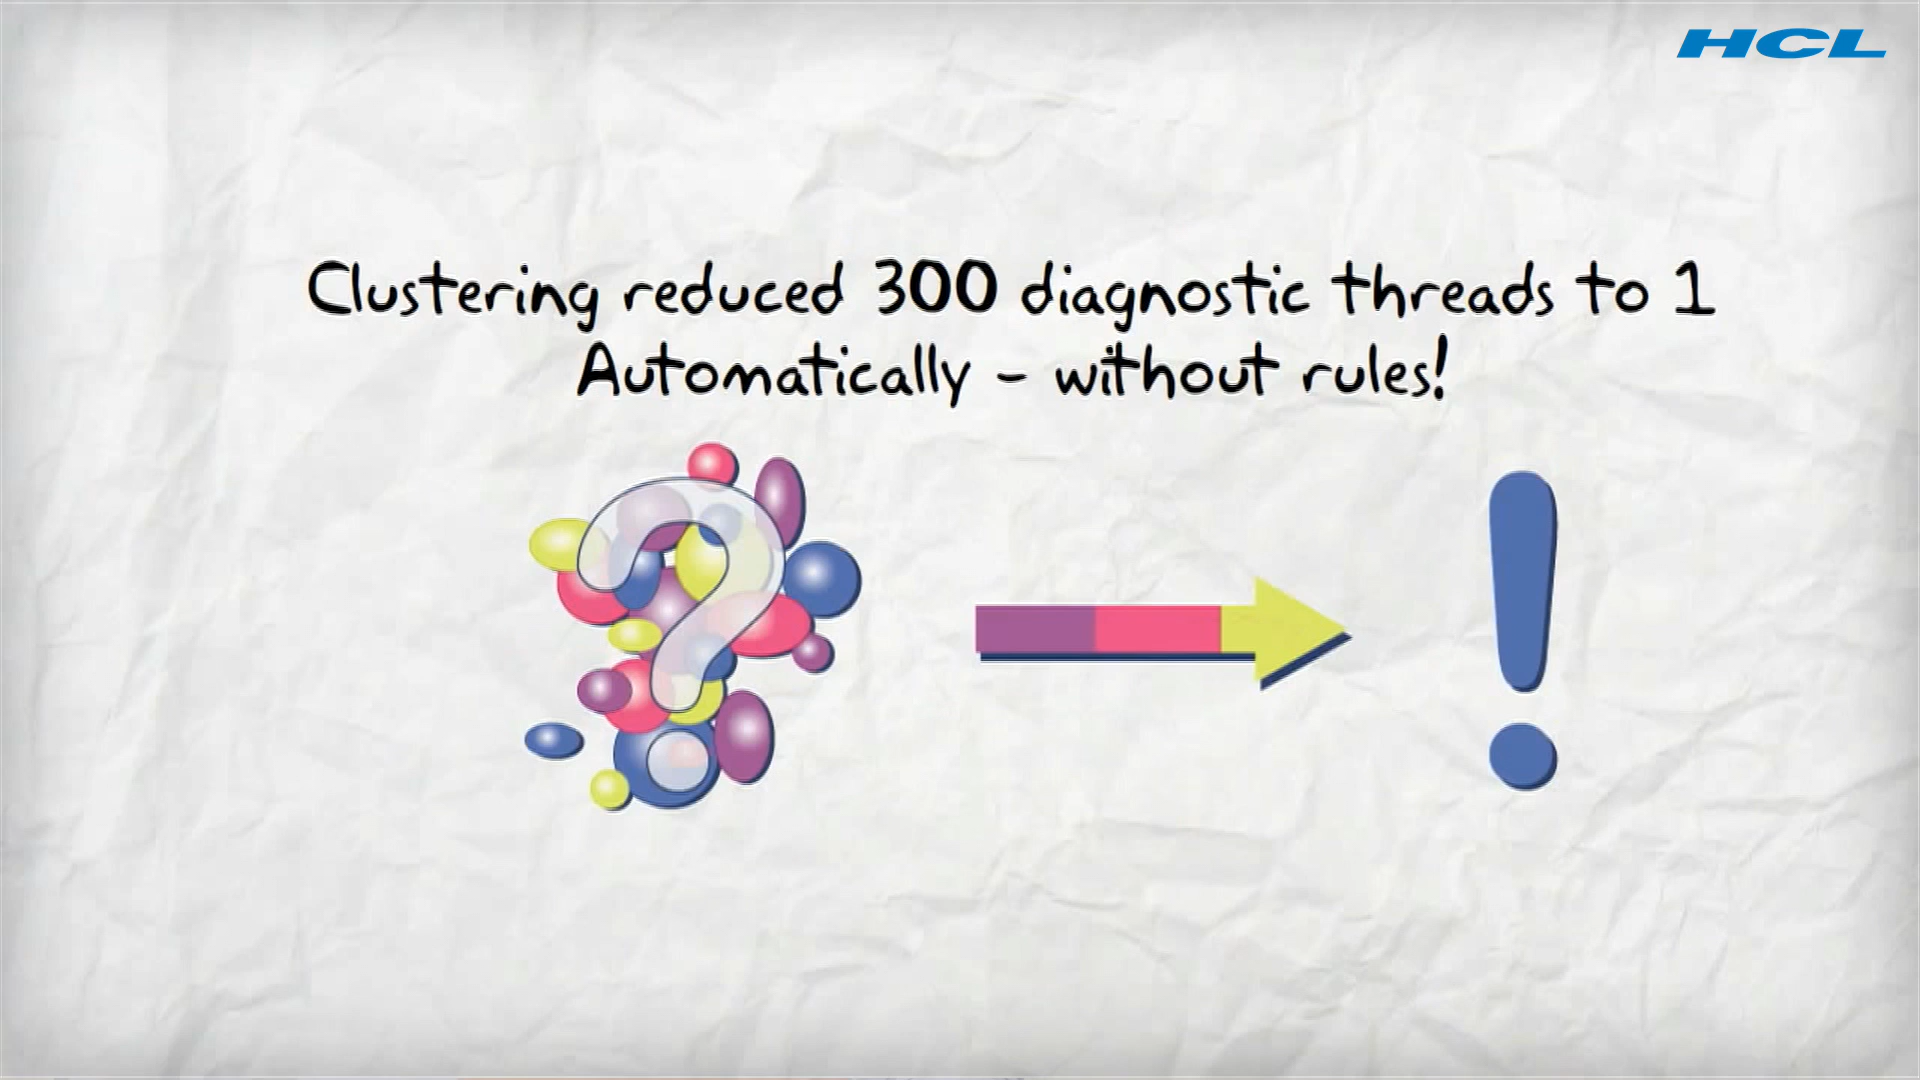 HCL
Clustering reduced 300 diagnostic threads to 1
Automatically - without rules!
?
!